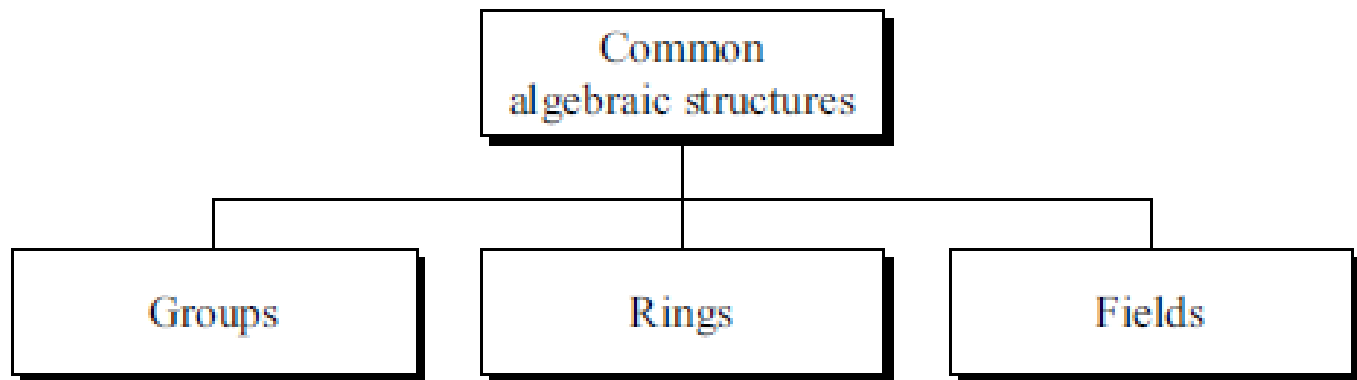 Common
algebraic structures
Groups
Rings
Fields